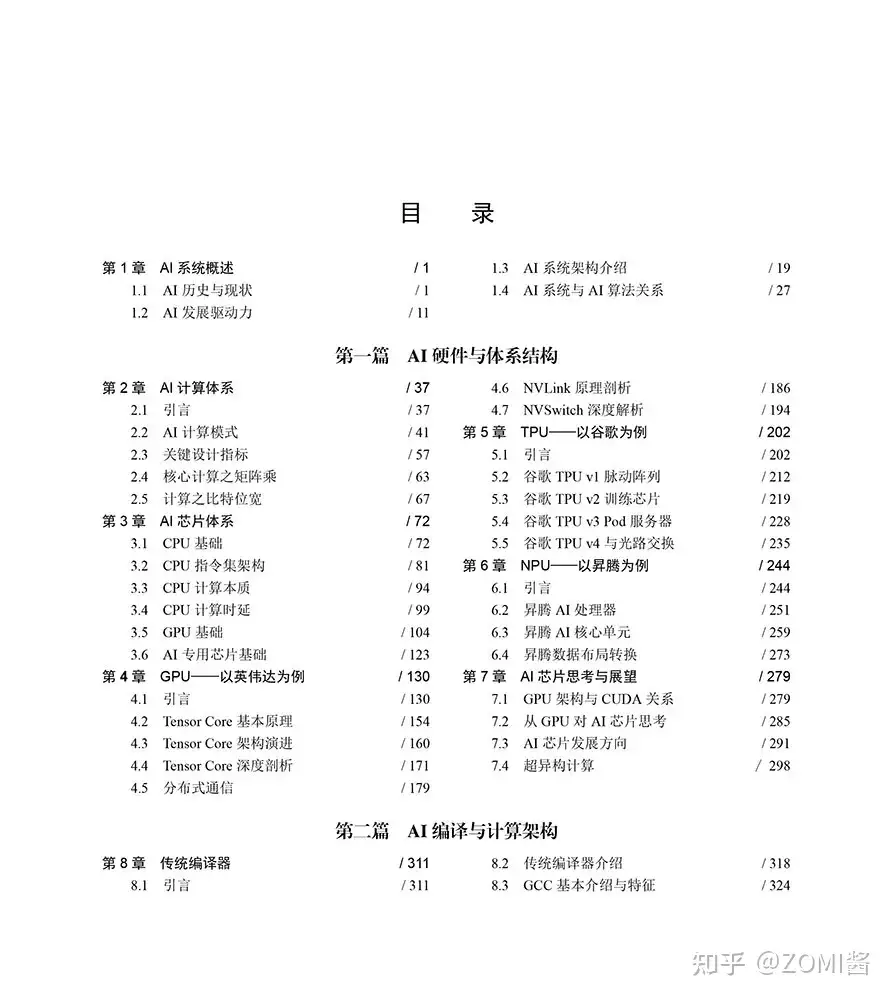 目 录
第 1 章 AI 系统概述 / 1
1.1 AI 历史与现状 / 1
1.2 AI 发展驱动力 / 11
1.3 AI 系统架构介绍 / 19
1.4 AI 系统与 AI 算法关系 / 27
第一篇 AI 硬件与体系结构
第 2 章 AI 计算体系 / 37
2.1 引言 / 37
2.2 AI 计算模式 / 41
2.3 关键设计指标 / 57
2.4 核心计算之矩阵乘 / 63
2.5 计算之比特位宽 / 67
第 3 章 AI 芯片体系 / 72
3.1 CPU 基础 / 72
3.2 CPU 指令集架构 / 81
3.3 CPU 计算本质 / 94
3.4 CPU 计算时延 / 99
3.5 GPU 基础 / 104
3.6 AI 专用芯片基础 / 123
第 4 章 GPU——以英伟达为例 / 130
4.1 引言 / 130
4.2 Tensor Core 基本原理 / 154
4.3 Tensor Core 架构演进 / 160
4.4 Tensor Core 深度剖析 / 171
4.5 分布式通信 / 179
4.6 NVLink 原理剖析 / 186
4.7 NVSwitch 深度解析 / 194
第 5 章 TPU——以谷歌为例 / 202
5.1 引言 / 202
5.2 谷歌 TPU v1 脉动阵列 / 212
5.3 谷歌 TPU v2 训练芯片 / 219
5.4 谷歌 TPU v3 Pod 服务器 / 228
5.5 谷歌 TPU v4 与光路交换 / 235
第 6 章 NPU——以昇腾为例 / 244
6.1 引言 / 244
6.2 昇腾 AI 处理器 / 251
6.3 昇腾 AI 核心单元 / 259
6.4 昇腾数据布局转换 / 273
第 7 章 AI 芯片思考与展望 / 279
7.1 GPU 架构与 CUDA 关系 / 279
7.2 从 GPU 对 AI 芯片思考 / 285
7.3 AI 芯片发展方向 / 291
7.4 超异构计算 / 298
第二篇 AI 编译与计算架构
第 8 章 传统编译器 / 311
8.1 引言 / 311
8.2 传统编译器介绍 / 318
8.3 GCC 基本介绍与特征 / 324
知乎 @ZOMI酱